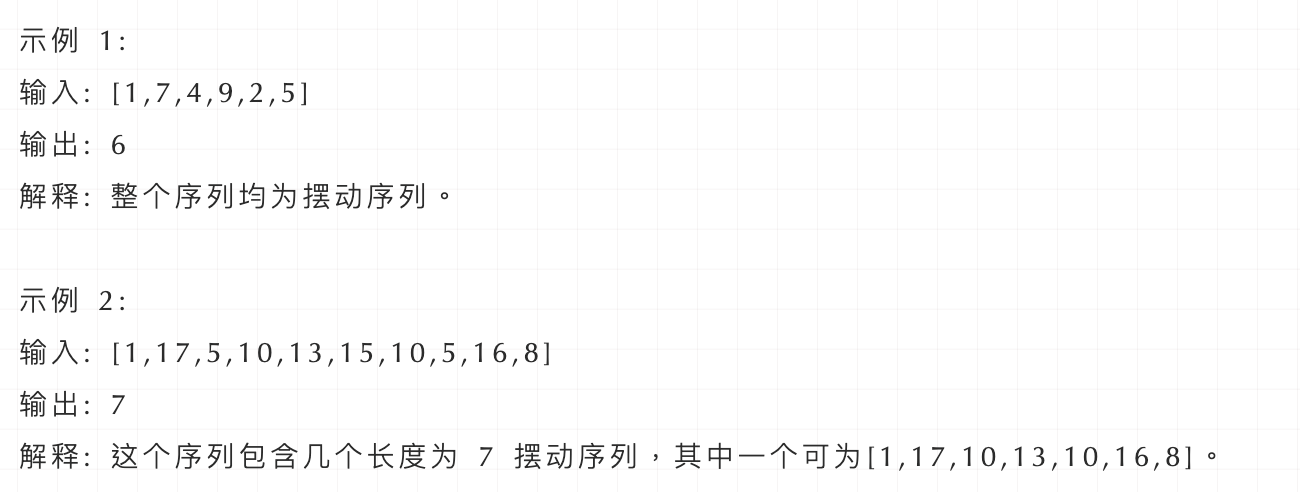 示例 1:
输入: [1,7,4,9,2,5]
输出: 6
解释: 整个序列均为摆动序列。
示例 2:
输入: [1,17,5,10,13,15,10,5,16,8]
输出: 7
解释: 这个序列包含几个长度为 7 摆动序列，其中一个可为[1,17,10,13,10,16,8]。